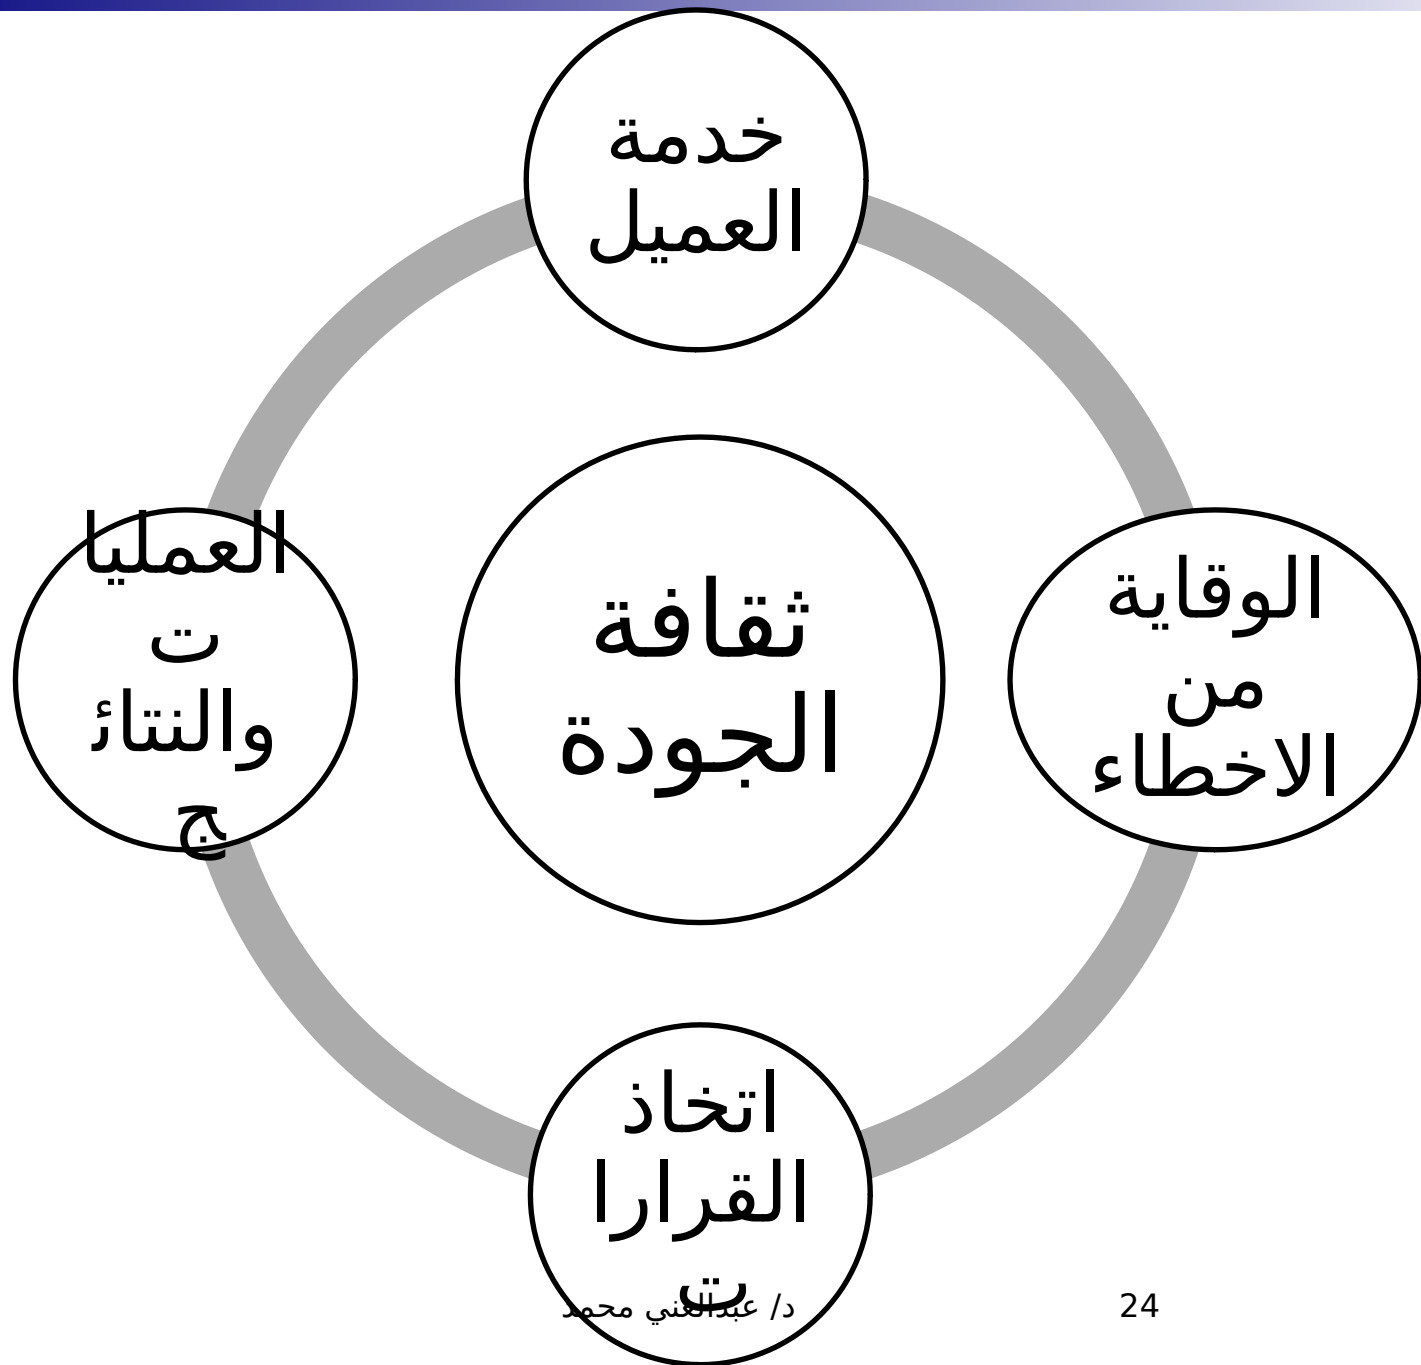 خدمة
العميل
ثقافة
الجودة
الوقاية
من
الاخطاء
العمليا
ت
والنتائ
ج
اتخاذ
القرارا
ت
د/ عبدالغني محمد
24